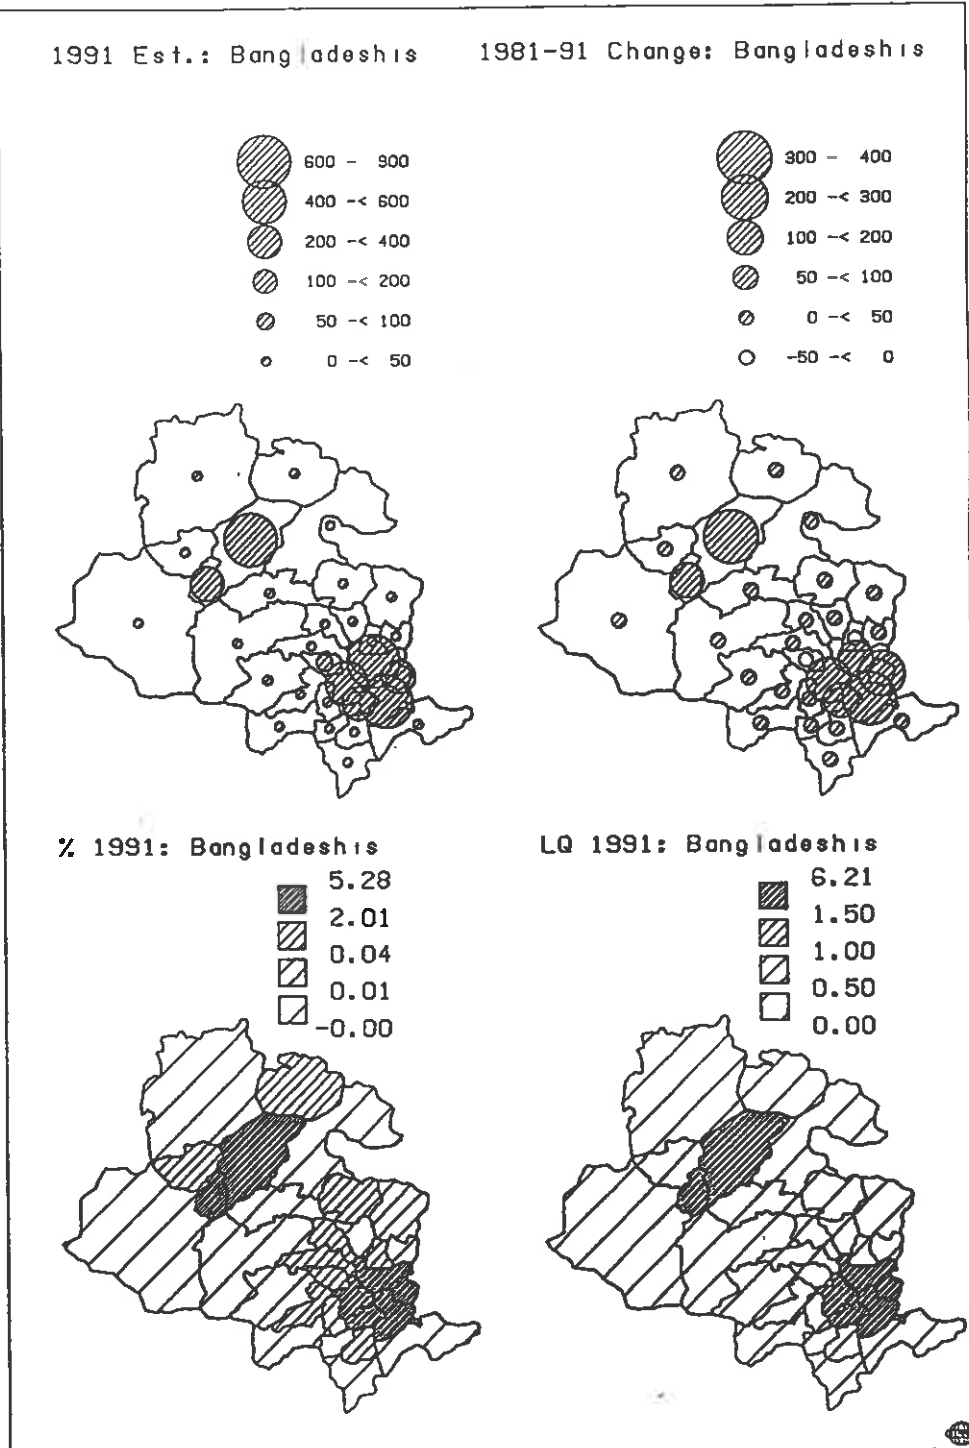 1991 Est.: Bangladeshis
600 - 900
400 -< 600
200 -< 400
100 -< 200
50 -< 100
0 -< 50
1981-91 Change: Bangladeshis
300 - 400
200 -< 300
100 -< 200
50 -< 100
0 -< 50
-50 -< 0
% 1991: Bangladeshis
5.28
2.01
0.04
0.01
-0.00
LQ 1991: Bangladeshis
6.21
1.50
1.00
0.50
0.00